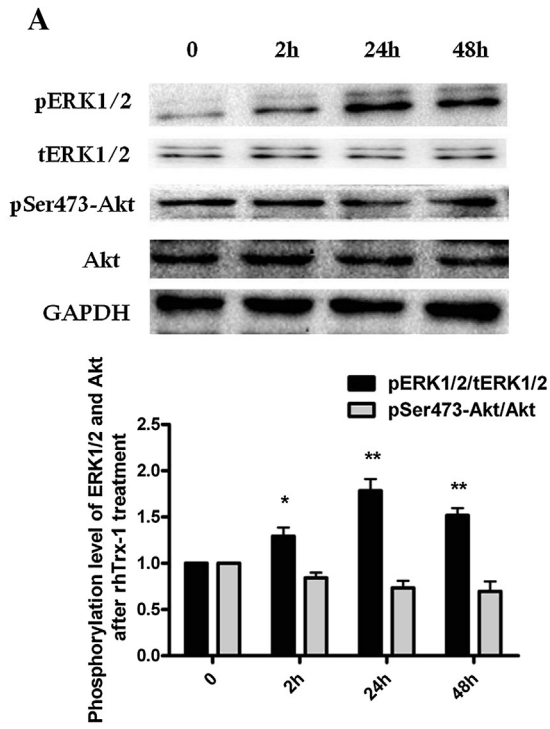 A
0 2h 24h 48h
pERK1/2
tERK1/2
pSer473-Akt
Akt
GAPDH
pERK1/2/tERK1/2
pSer473-Akt/Akt
Phosphorylation level of ERK1/2 and Akt
after rhTrx-1 treatment
2.5
2.0
1.5
1.0
0.5
0.0
*
**
**
0 2h 24h 48h